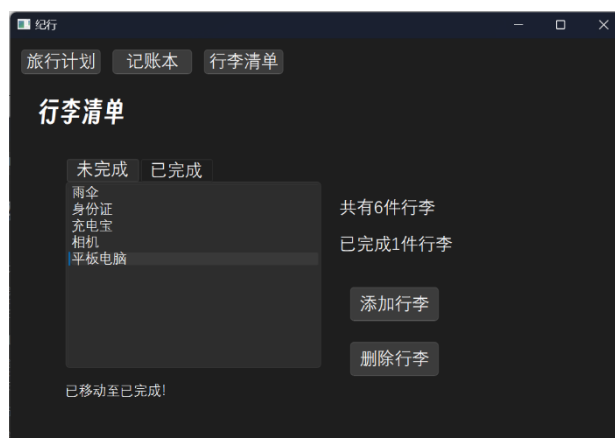 纪行
旅行计划 记账本 行李清单
行李清单
未完成 已完成
雨伞
身份证
充电宝
相机
平板电脑
共有6件行李
已完成1件行李
添加行李
删除行李
已移动至已完成!